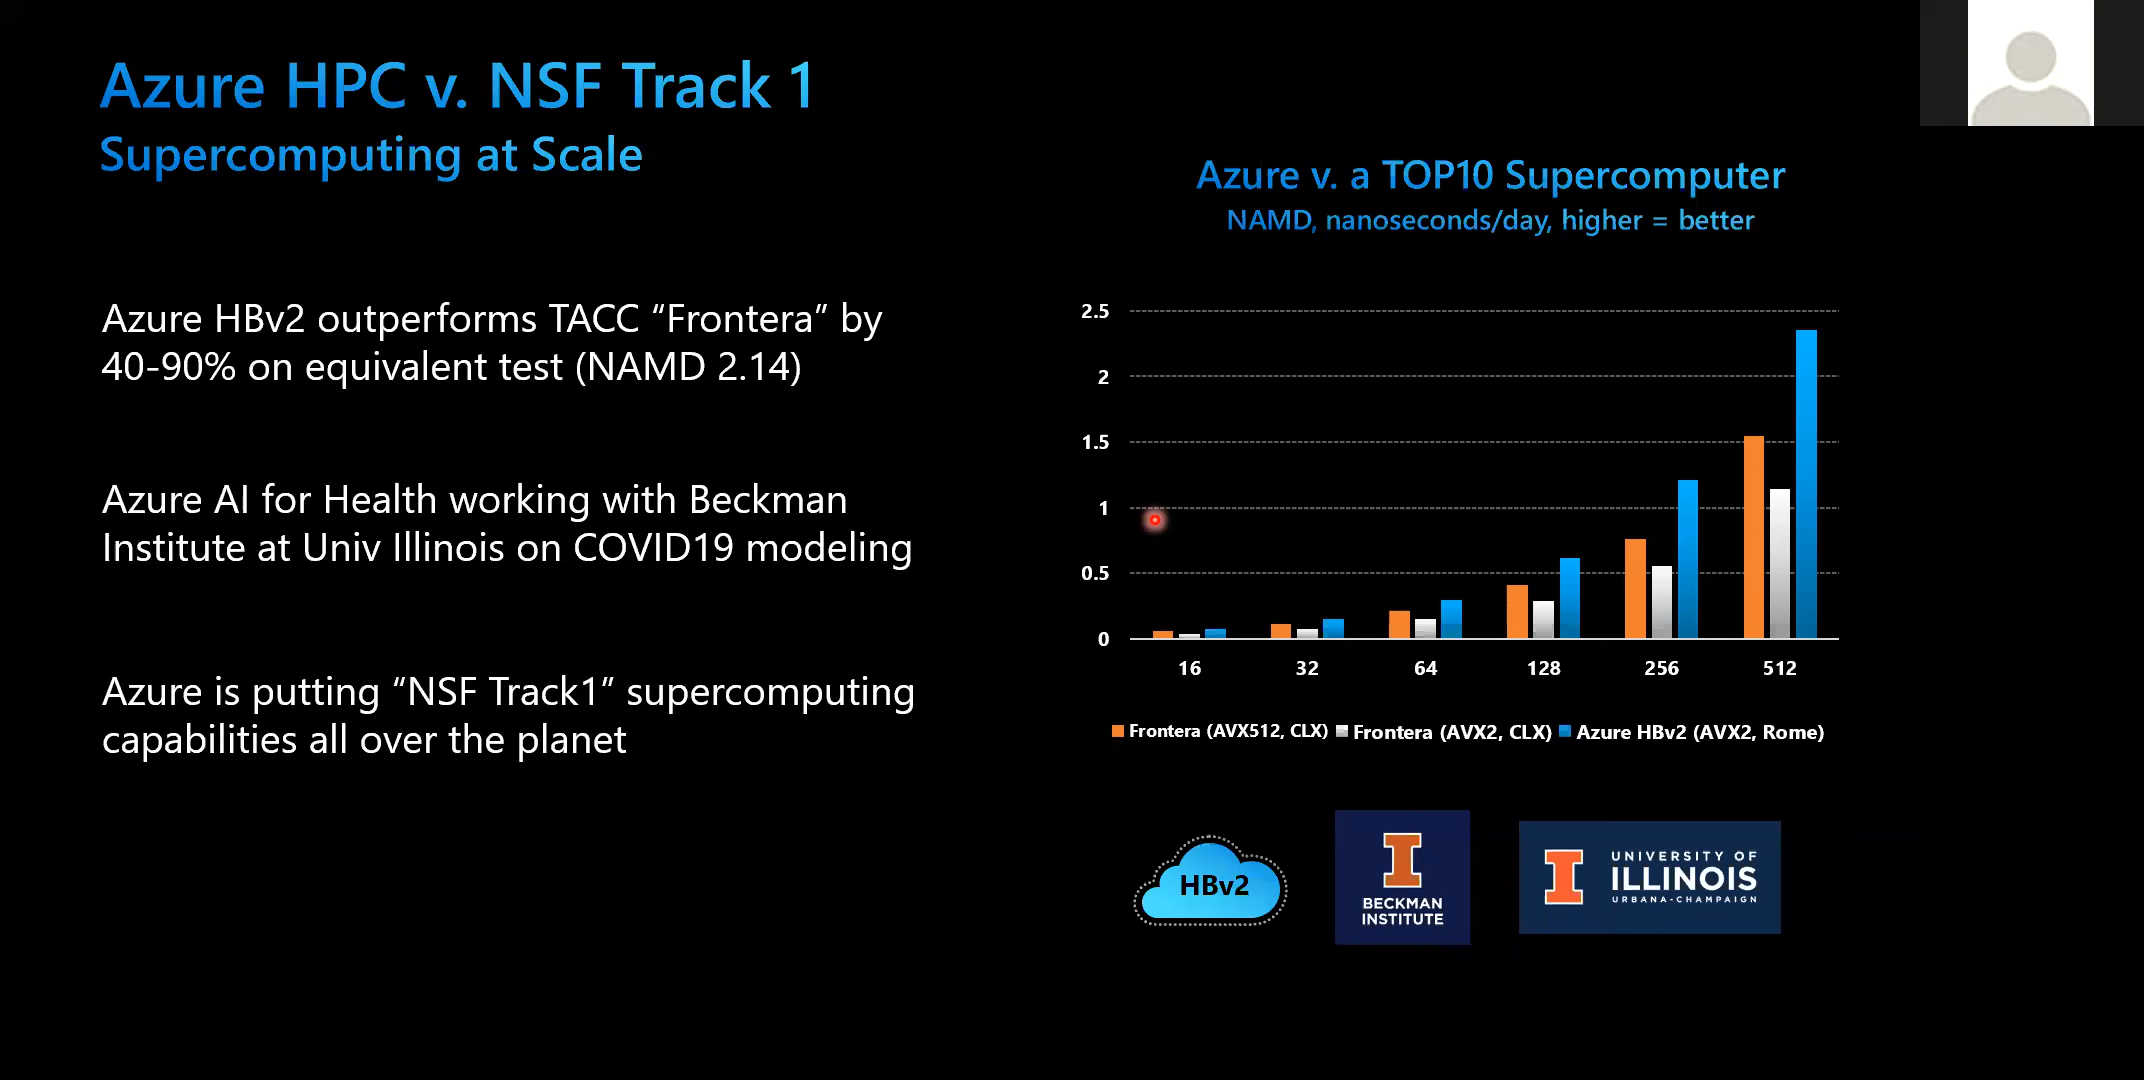 Azure HPC v. NSF Track 1
Supercomputing at Scale
Azure HBv2 outperforms TACC “Frontera” by
40-90% on equivalent test (NAMD 2.14)
Azure AI for Health working with Beckman
Institute at Univ Illinois on COVID19 modeling
Azure is putting “NSF Track1” supercomputing
capabilities all over the planet
Azure v. a TOP10 Supercomputer
NAMD, nanoseconds/day, higher = better
2.5
2
1.5
1
0.5
0
16 32 64 128 256 512
Frontera (AVX512, CLX) Frontera (AVX2, CLX) Azure HBv2 (AVX2, Rome)
HBv2
BECKMAN
INSTITUTE
UNIVERSITY OF
ILLINOIS
URBANA-CHAMPAIGN